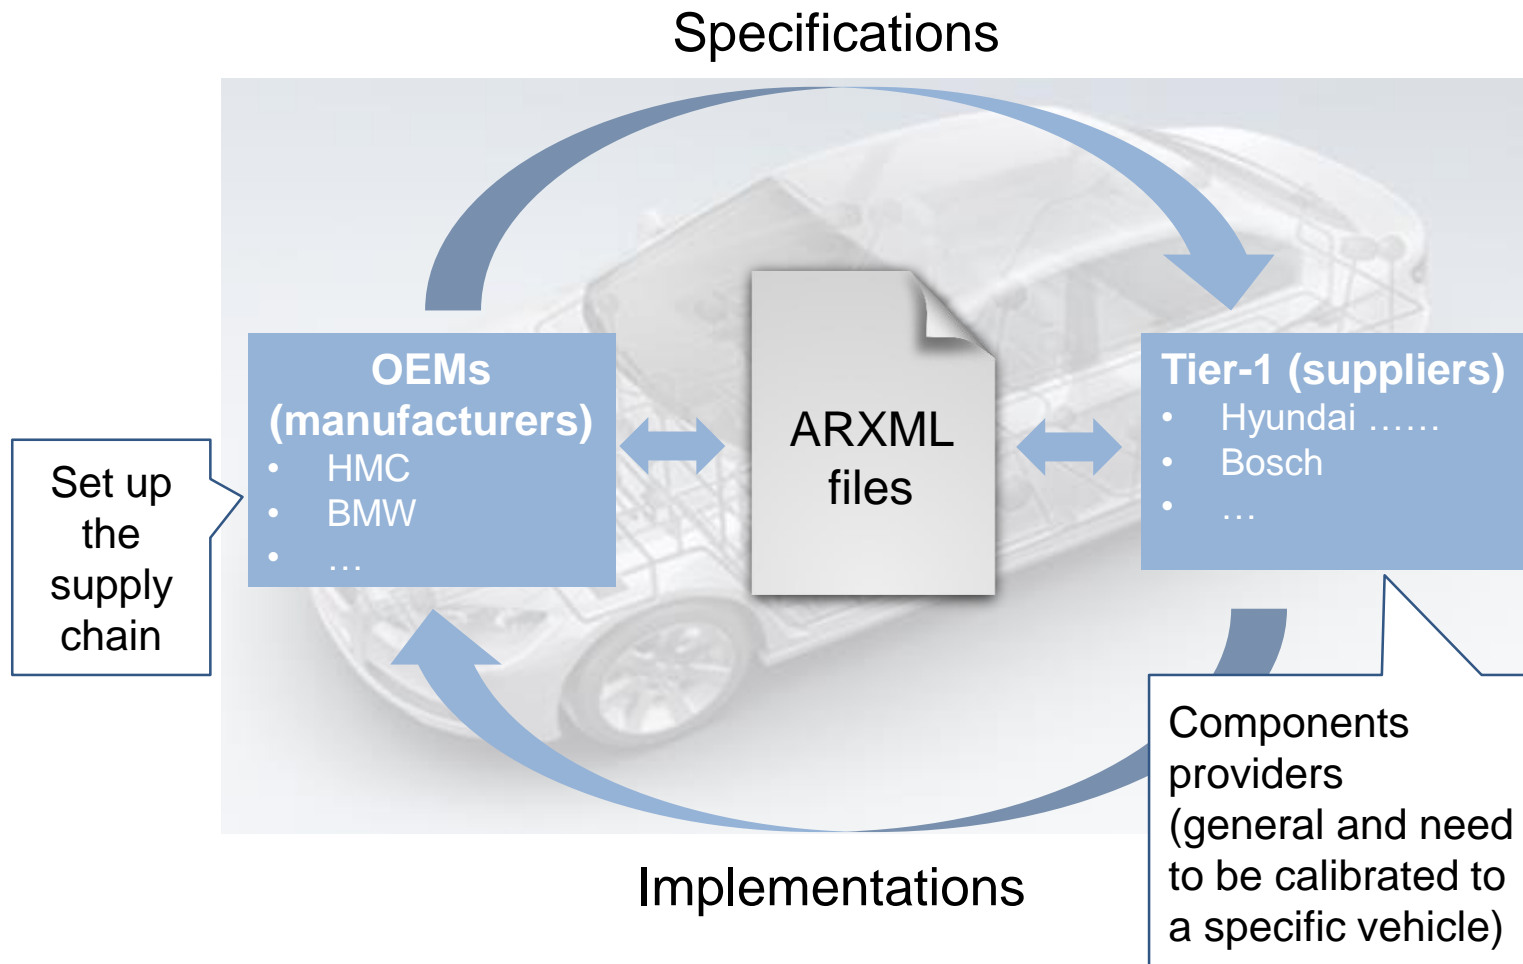 Specifications
OEMs
(manufacturers)
• HMC
• BMW
• …
Set up
the
supply
chain
ARXML
files
Tier-1 (suppliers)
• Hyundai ……
• Bosch
• …
Components
providers
(general and need
to be calibrated to
a specific vehicle)
Implementations